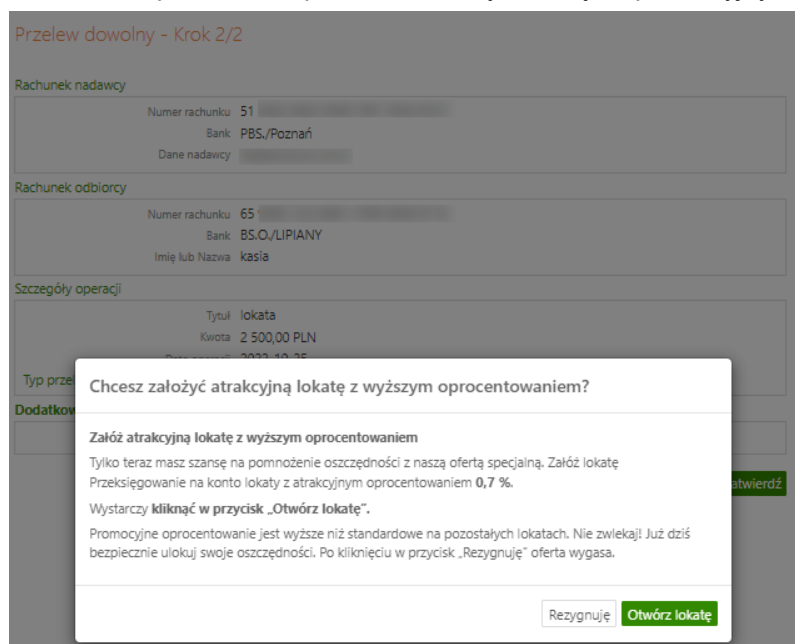 Przelew dowolny - Krok 2/2
Rachunek nadawcy
Numer rachunku 51
Bank PBS./Poznań
Dane nadawcy
Rachunek odbiorcy
Numer rachunku 65
Bank BS.O./LIPIANY
Imię lub Nazwa kasia
Szczegóły operacji
Tytuł lokata
Kwota 2 500,00 PLN
Typ
Chcesz założyć atrakcyjną lokatę z wyższym oprocentowaniem?
Załóż atrakcyjną lokatę z wyższym oprocentowaniem
Tylko teraz masz szansę na pomnożenie oszczędności z naszą ofertą specjalną. Załóż lokatę
Przeksięgowanie na konto lokaty z atrakcyjnym oprocentowaniem 0,7 %.
Wystarczy kliknąć w przycisk „Otwórz lokatę”.
Promocyjne oprocentowanie jest wyższe niż standardowe na pozostałych lokatach. Nie zwlekaj! Już dziś
bezpiecznie ulokuj swoje oszczędności. Po kliknięciu w przycisk „Rezygnuję” oferta wygasa.
Rezygnuję Otwórz lokatę